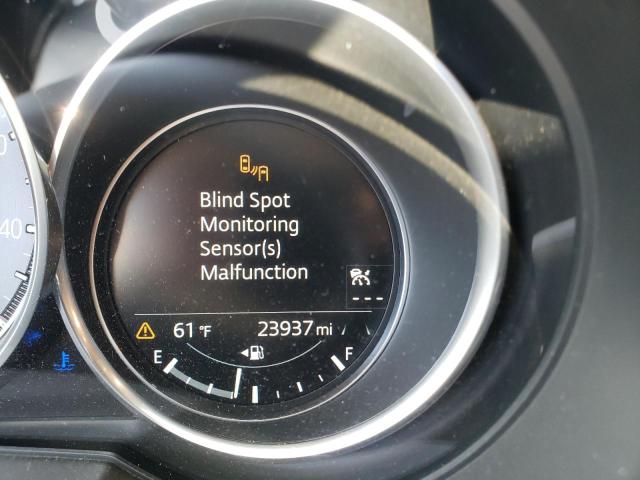 Blind Spot
Monitoring
Sensor(s)
Malfunction
---
61 °F 23937 mi
E F
40